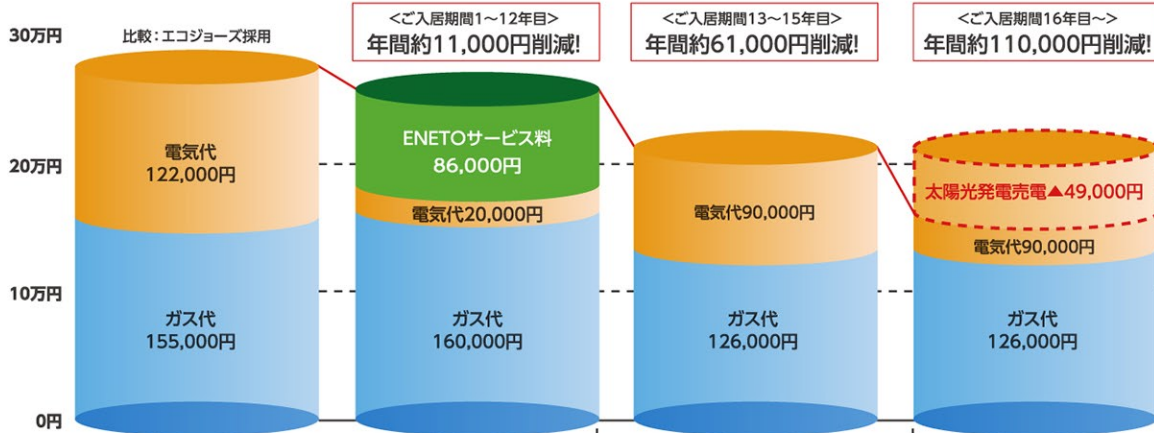 30万円
20万円
10万円
0円
比較：エコジョーズ採用
電気代
122,000円
ガス代
155,000円
<ご入居期間1～12年目>
年間約11,000円削減!
ENETOサービス料
86,000円
電気代20,000円
ガス代
160,000円
<ご入居期間13～15年目>
年間約61,000円削減!
電気代90,000円
ガス代
126,000円
<ご入居期間16年目～>
年間約110,000円削減!
太陽光発電売電▲49,000円
電気代90,000円
ガス代
126,000円